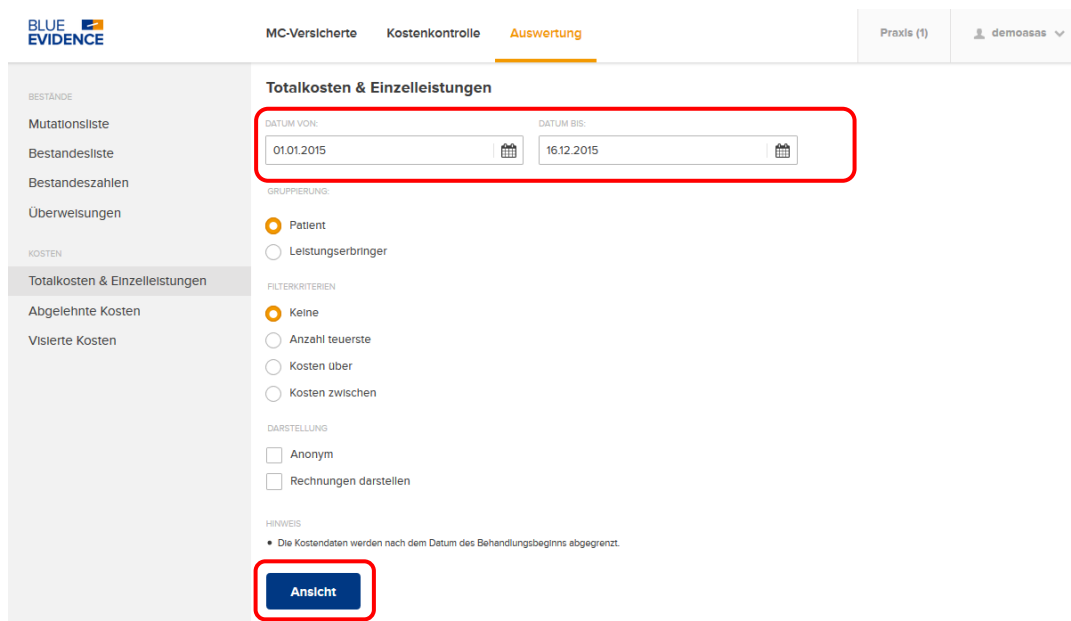 BLUE
EVIDENCE
MC-Versicherte Kostenkontrolle Auswertung Praxis (1) demoasas
BESTÄNDE
Mutationsliste
Bestandesliste
Bestandeszahlen
Überweisungen
KOSTEN
Totalkosten & Einzelleistungen
Abgelehnte Kosten
Visierte Kosten
Totalkosten & Einzelleistungen
DATUM VON: DATUM BIS:
01.01.2015 16.12.2015
GRUPPIERUNG:
Patient
Leistungserbringer
FILTERKRITERIEN
Keine
Anzahl teuerste
Kosten über
Kosten zwischen
DARSTELLUNG
Anonym
Rechnungen darstellen
HINWEIS
• Die Kostendaten werden nach dem Datum des Behandlungsbeginns abgegrenzt.
Ansicht